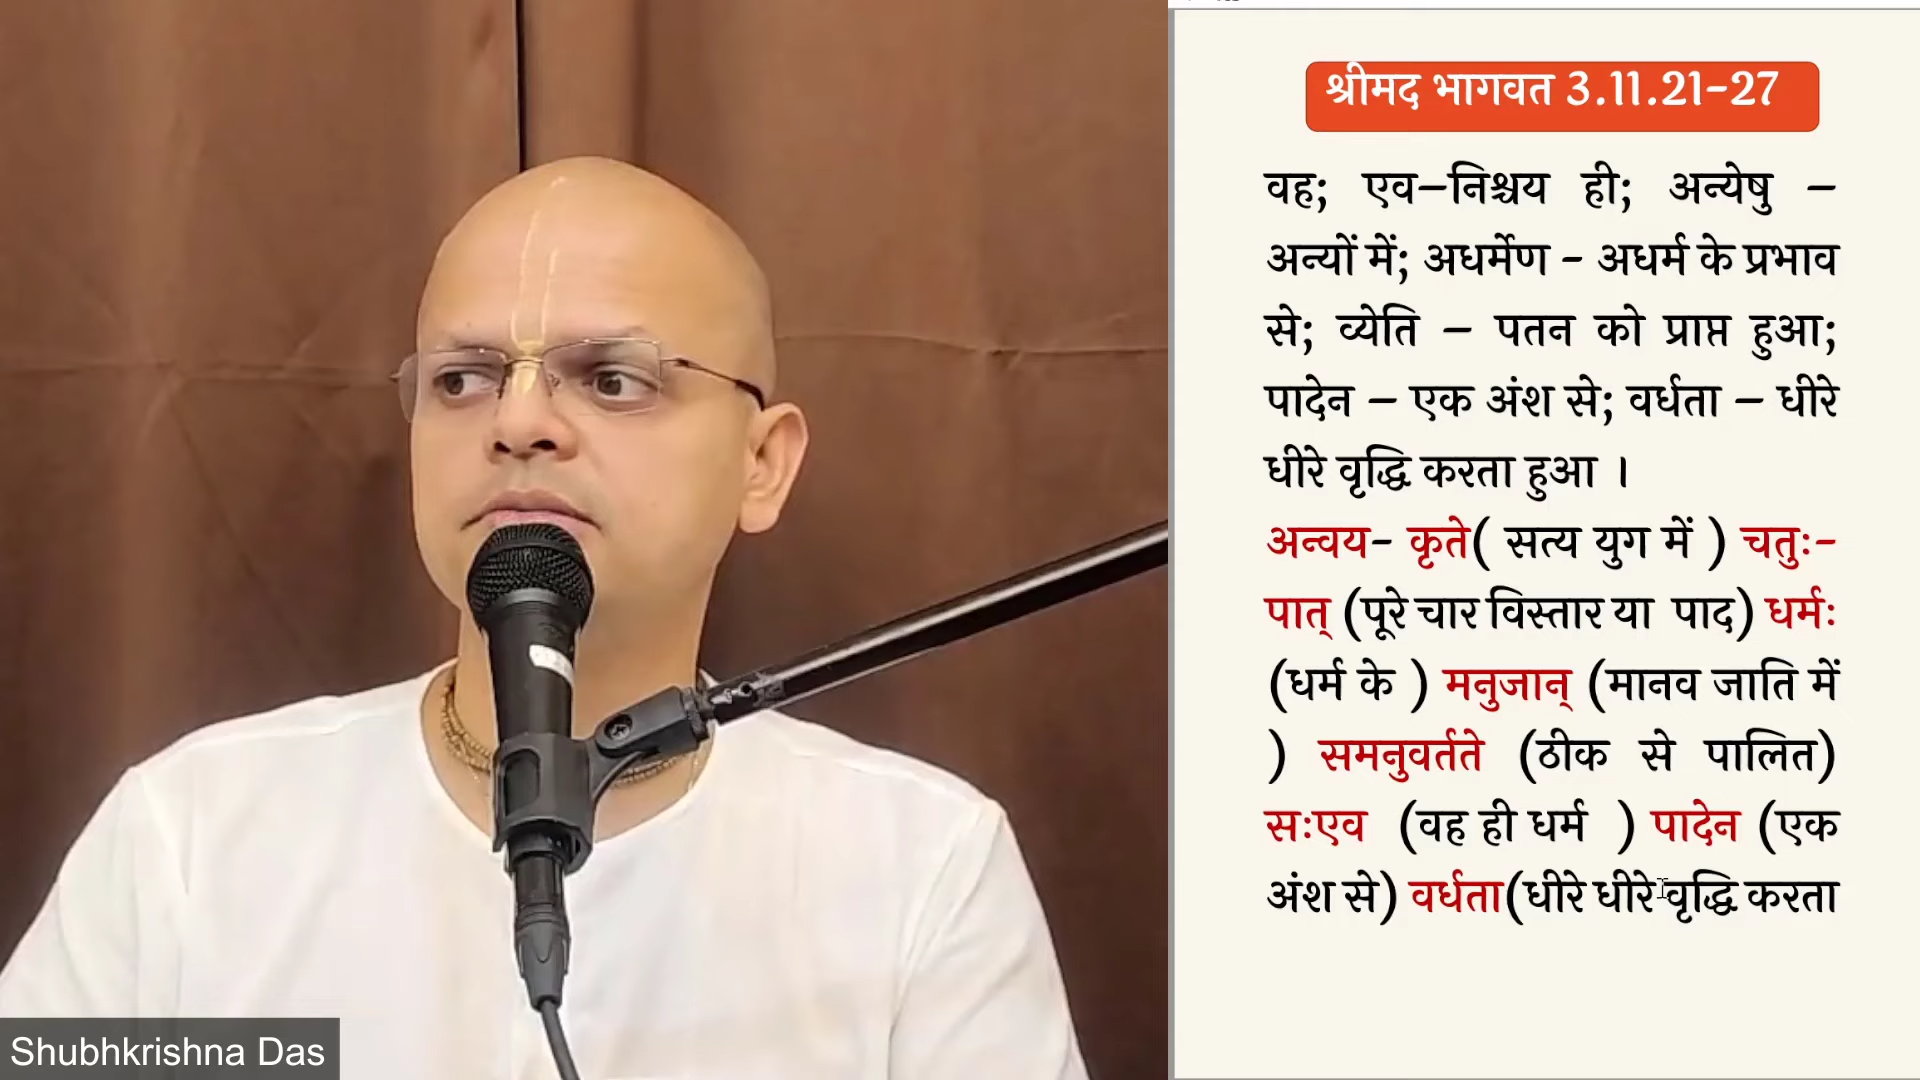 श्रीमद भागवत 3.11.21-27
वह; एव–निश्चय ही; अन्येषु –
अन्यों में; अधर्मेण - अधर्म के प्रभाव
से; व्येति – पतन को प्राप्त हुआ;
पादेन – एक अंश से; वर्धता – धीरे
धीरे वृद्धि करता हुआ ।
अन्वय- कृते( सत्य युग में ) चतुः-
पात् (पूरे चार विस्तार या पाद) धर्मः
(धर्म के ) मनुजान् (मानव जाति में
) समनुवर्तते (ठीक से पालित)
सःएव (वह ही धर्म ) पादेन (एक
अंश से) वर्धता(धीरे धीरे वृद्धि करता
Shubhkrishna Das